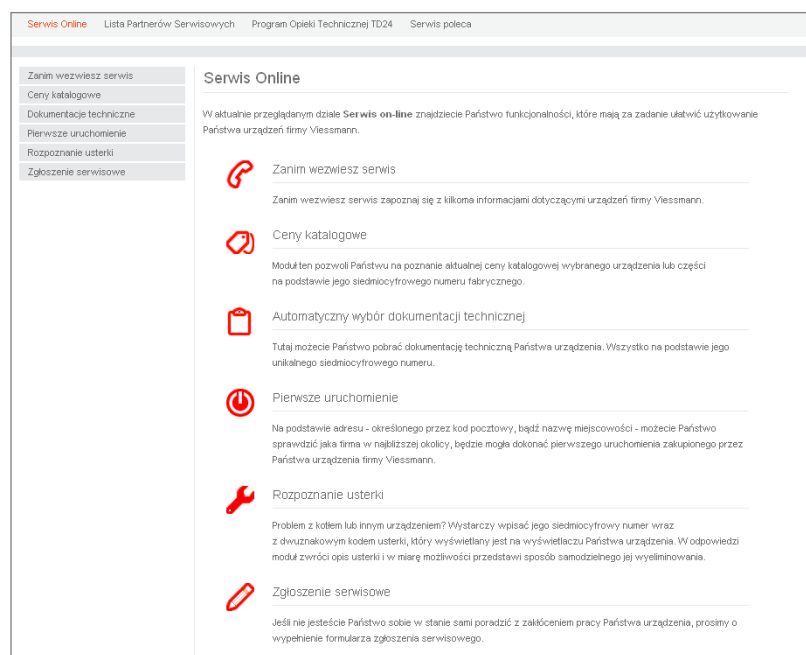 Serwis Online Lista Partnerów Serwisowych Program Opieki Technicznej TD24 Serwis poleca
Zanim wezwiesz serwis
Ceny katalogowe
Dokumentacje techniczne
Pierwsze uruchomienie
Rozpoznanie usterki
Zgłoszenie serwisowe
Serwis Online
W aktualnie przeglądanym dziale Serwis on-line znajdziecie Państwo funkcjonalności, które mają za zadanie ułatwić użytkowanie
Państwa urządzeń firmy Viessmann.
Zanim wezwiesz serwis
Zanim wezwiesz serwis zapoznaj się z kilkoma informacjami dotyczącymi urządzeń firmy Viessmann.
Ceny katalogowe
Moduł ten pozwoli Państwu na poznanie aktualnej ceny katalogowej wybranego urządzenia lub części
na podstawie jego siedmiocyfrowego numeru fabrycznego.
Automatyczny wybór dokumentacji technicznej
Tutaj możecie Państwo pobrać dokumentację techniczną Państwa urządzenia. Wszystko na podstawie jego
unikalnego siedmiocyfrowego numeru.
Pierwsze uruchomienie
Na podstawie adresu - określonego przez kod pocztowy, bądź nazwę miejscowości - możecie Państwo
sprawdzić jaka firma w najbliższej okolicy, będzie mogła dokonać pierwszego uruchomienia zakupionego przez
Państwa urządzenia firmy Viessmann.
Rozpoznanie usterki
Problem z kotłem lub innym urządzeniem? Wystarczy wpisać jego siedmiocyfrowy numer wraz
z dwuznakowym kodem usterki, który wyświetlany jest na wyświetlaczu Państwa urządzenia. W odpowiedzi
moduł zwróci opis usterki i w miarę możliwości przedstawi sposób samodzielnego jej wyeliminowania.
Zgłoszenie serwisowe
Jeśli nie jesteście Państwo sobie w stanie sami poradzić z zakłóceniem pracy Państwa urządzenia, prosimy o
wypełnienie formularza zgłoszenia serwisowego.